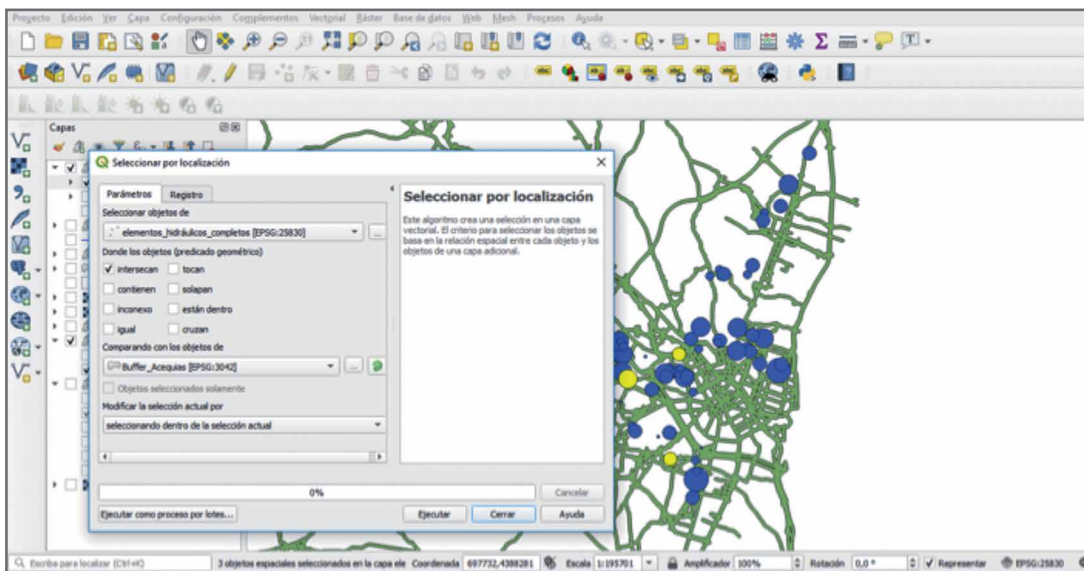 Proyecto Edición Ver Capa Configuración Complementos Vectorial Ráster Base de datos Web Mesh Procesos Ayuda
Capas
Seleccionar por localización
Parámetros Registro
Seleccionar objetos de
elementos_hidráulicos_completos [EPSG:25830]
...
Donde los objetos (predicado geométrico)
intersecan tocan
contienen solapan
inconexo están dentro
igual cruzan
Comparando con los objetos de
Buffer_Acequias [EPSG:3042]
...
Objetos seleccionados solamente
Modificar la selección actual por
seleccionando dentro de la selección actual
Seleccionar por localización
Este algoritmo crea una selección en una capa
vectorial. El criterio para seleccionar los objetos se
basa en la relación espacial entre cada objeto y los
objetos de una capa adicional.
0%
Cancelar
Ejecutar como proceso por lotes...
Ejecutar Cerrar Ayuda
Escriba para localizar (Ctrl+K) 3 objetos espaciales seleccionados en la capa ele Coordenada 697732,4388281 Escala 1:195701 Amplificador 100% Rotación 0,0 ° Representar EPSG:25830